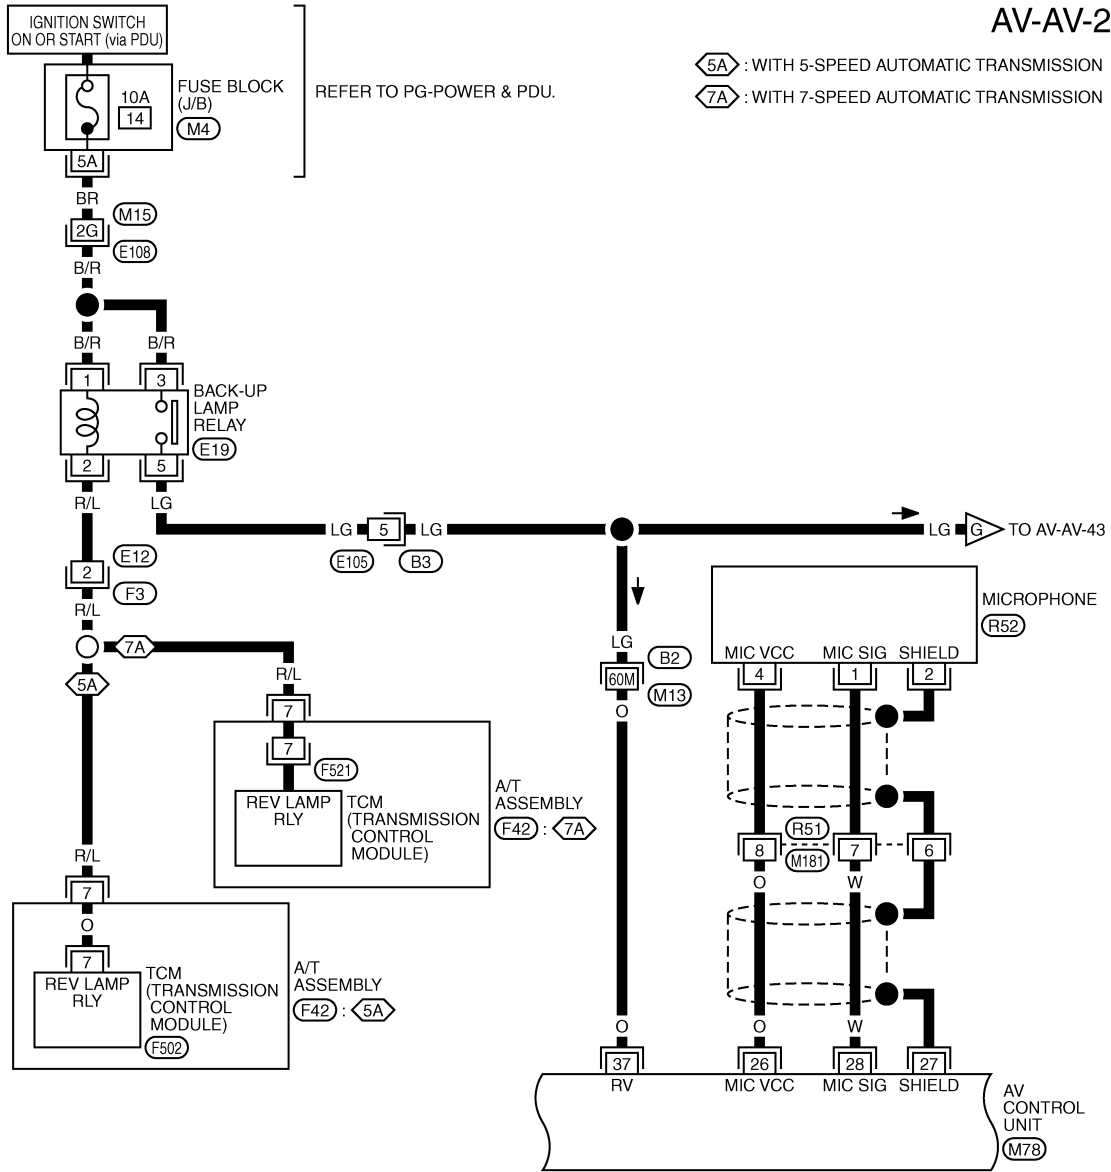 AV-AV-2
IGNITION SWITCH
ON OR START (via PDU)
5A : WITH 5-SPEED AUTOMATIC TRANSMISSION
7A : WITH 7-SPEED AUTOMATIC TRANSMISSION
10A
14
FUSE BLOCK
(J/B)
M4
REFER TO PG-POWER & PDU.
5A
BR
M15
2G
E108
B/R
B/R
B/R
1
3
BACK-UP
LAMP
RELAY
E19
2
5
R/L
LG
LG
5
LG
E105
B3
LG
G
TO AV-AV-43
E12
2
F3
R/L
7A
5A
R/L
7
7
F521
REV LAMP
RLY
TCM
(TRANSMISSION
CONTROL
MODULE)
A/T
ASSEMBLY
F42 : 7A
R/L
7
O
7
REV LAMP
RLY
TCM
(TRANSMISSION
CONTROL
MODULE)
F502
A/T
ASSEMBLY
F42 : 5A
LG
B2
60M
M13
O
O
37
RV
MICROPHONE
R52
MIC VCC
MIC SIG
SHIELD
4
1
2
R51
8
M181
7
6
O
W
O
W
26
28
27
MIC VCC
MIC SIG
SHIELD
AV
CONTROL
UNIT
M78